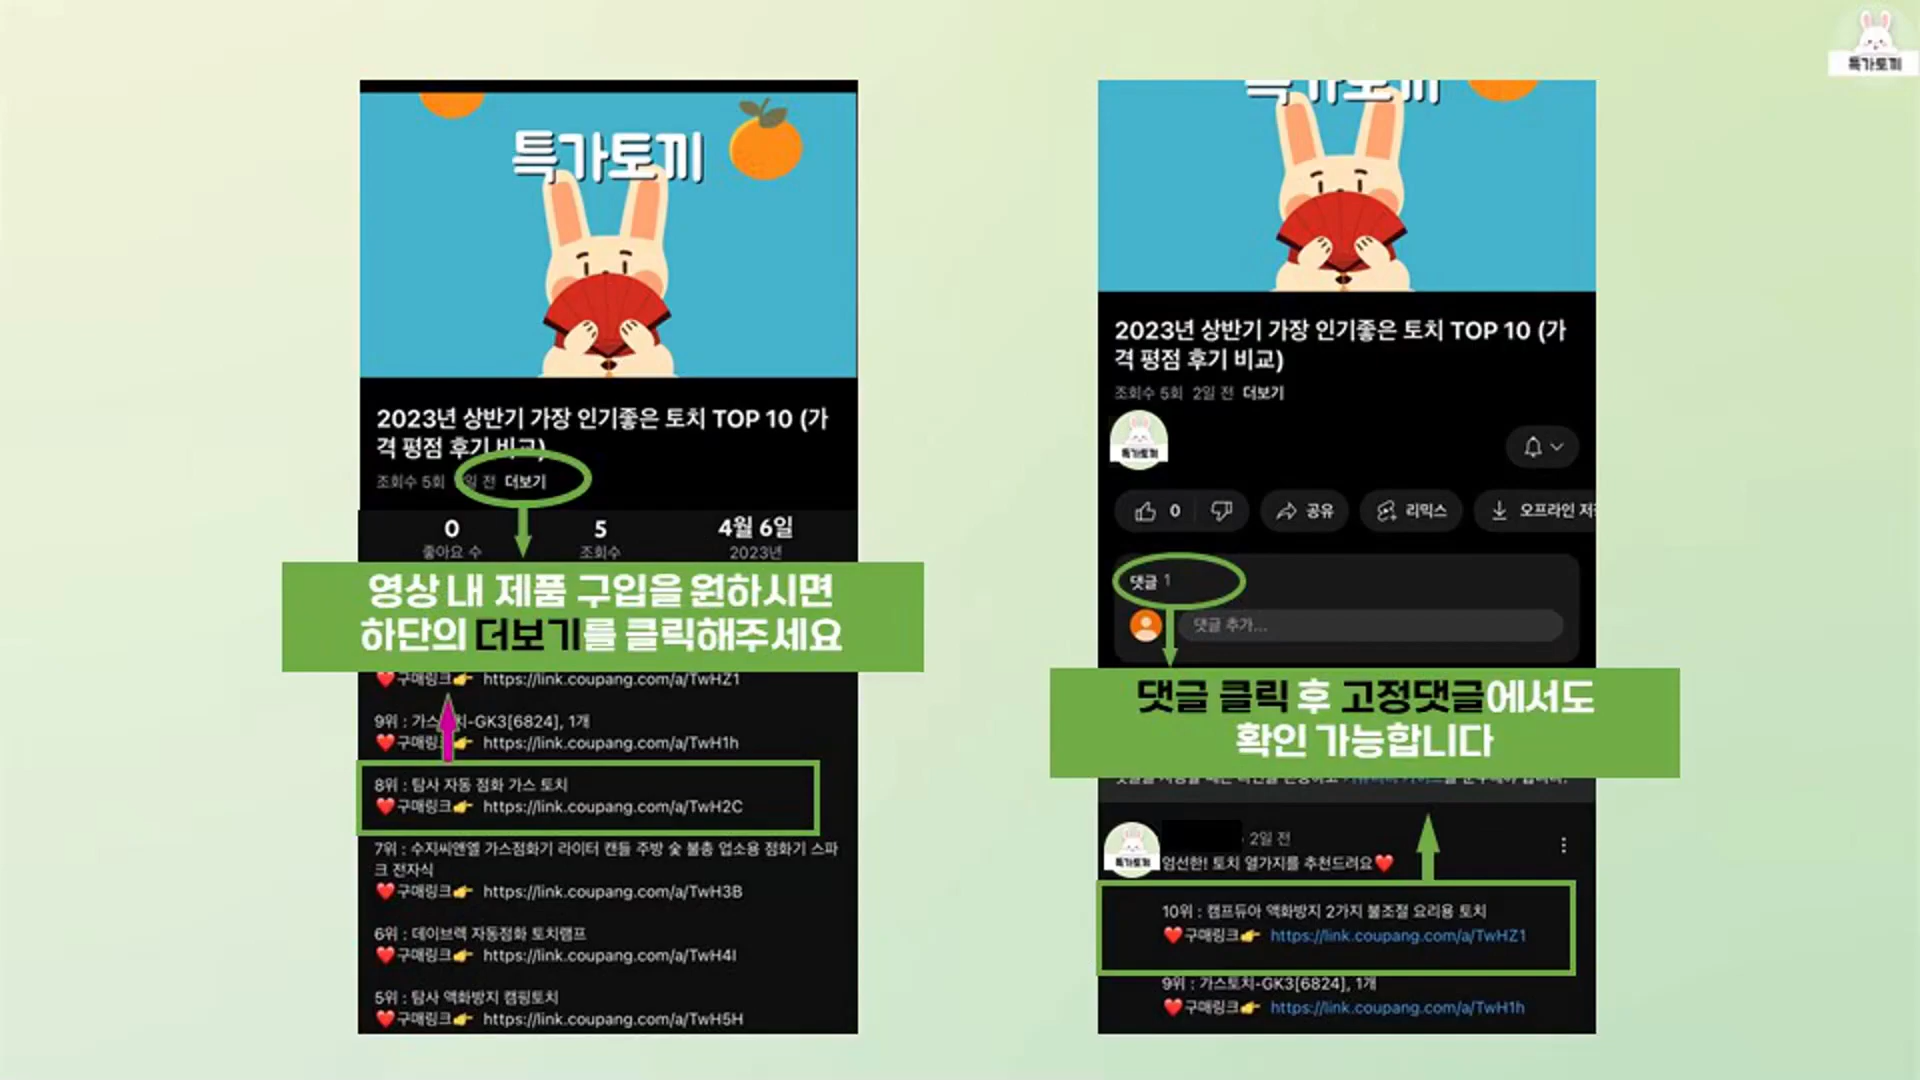 특가토끼
특가토끼
2023년 상반기 가장 인기좋은 토치 TOP 10 (가
격 평점 후기 비교)
조회수 5회 일 전 더보기
0 5 4월 6일
좋아요 수 조회수 2023년
영상 내 제품 구입을 원하시면
하단의 더보기를 클릭해주세요
❤️구매링크👉 https://link.coupang.com/a/TwHZ1
9위 : 가스토치-GK3[6824], 1개
❤️구매링크👉 https://link.coupang.com/a/TwH1h
8위 : 탐사 자동 점화 가스 토치
❤️구매링크👉 https://link.coupang.com/a/TwH2C
7위 : 수지씨앤엘 가스점화기 라이터 캔들 주방 숯 불총 업소용 점화기 스파
크 전자식
❤️구매링크👉 https://link.coupang.com/a/TwH3B
6위 : 데이브렉 자동점화 토치램프
❤️구매링크👉 https://link.coupang.com/a/TwH4I
5위 : 탐사 액화방지 캠핑토치
❤️구매링크👉 https://link.coupang.com/a/TwH5H
특가토끼
2023년 상반기 가장 인기좋은 토치 TOP 10 (가
격 평점 후기 비교)
조회수 5회 2일 전 더보기
특가토끼
0 공유 리믹스 오프라인 저
댓글 1
댓글 추가...
댓글 클릭 후 고정댓글에서도
확인 가능합니다
2일 전
특가토끼
엄선한! 토치 열가지를 추천드려요❤️
10위 : 캠프듀아 액화방지 2가지 불조절 요리용 토치
❤️구매링크👉 https://link.coupang.com/a/TwHZ1
9위 : 가스토치-GK3[6824], 1개
❤️구매링크👉 https://link.coupang.com/a/TwH1h